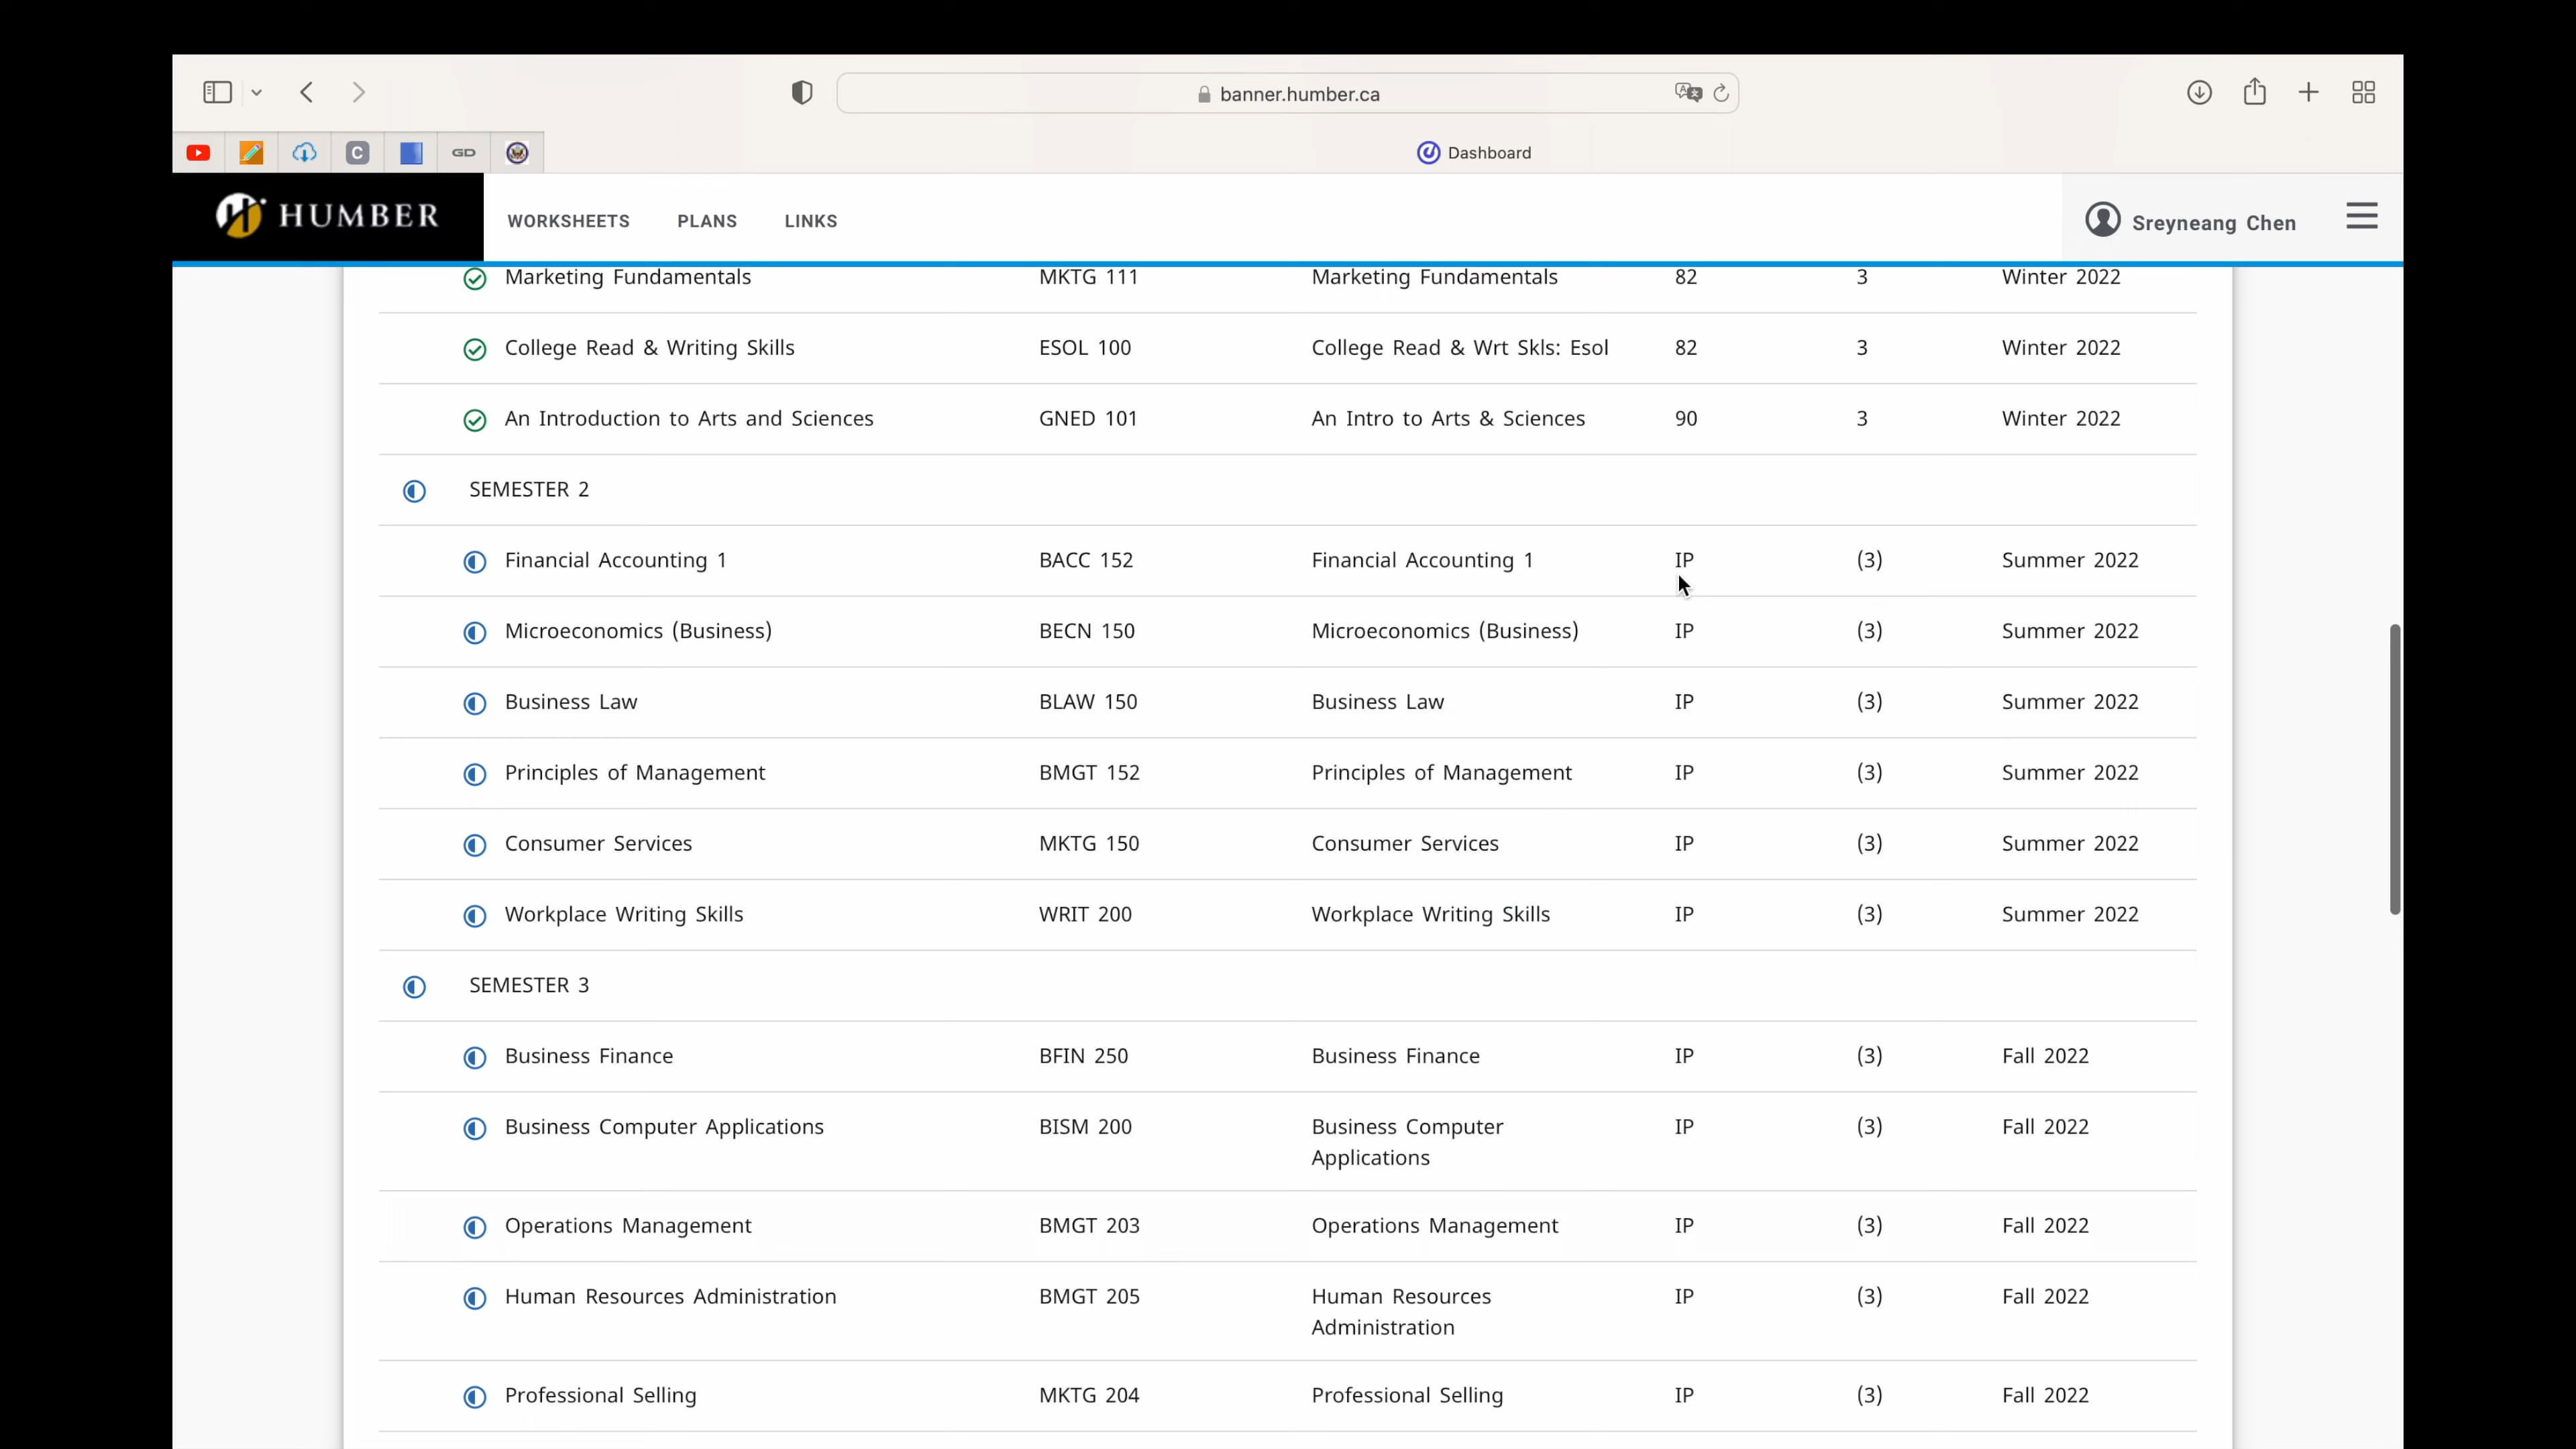 banner.humber.ca
C GD Dashboard
HUMBER WORKSHEETS PLANS LINKS Sreyneang Chen
Marketing Fundamentals MKTG 111 Marketing Fundamentals 82 3 Winter 2022
College Read & Writing Skills ESOL 100 College Read & Wrt Skls: Esol 82 3 Winter 2022
An Introduction to Arts and Sciences GNED 101 An Intro to Arts & Sciences 90 3 Winter 2022
SEMESTER 2
Financial Accounting 1 BACC 152 Financial Accounting 1 IP (3) Summer 2022
Microeconomics (Business) BECN 150 Microeconomics (Business) IP (3) Summer 2022
Business Law BLAW 150 Business Law IP (3) Summer 2022
Principles of Management BMGT 152 Principles of Management IP (3) Summer 2022
Consumer Services MKTG 150 Consumer Services IP (3) Summer 2022
Workplace Writing Skills WRIT 200 Workplace Writing Skills IP (3) Summer 2022
SEMESTER 3
Business Finance BFIN 250 Business Finance IP (3) Fall 2022
Business Computer Applications BISM 200 Business Computer IP (3) Fall 2022
Applications
Operations Management BMGT 203 Operations Management IP (3) Fall 2022
Human Resources Administration BMGT 205 Human Resources IP (3) Fall 2022
Administration
Professional Selling MKTG 204 Professional Selling IP (3) Fall 2022